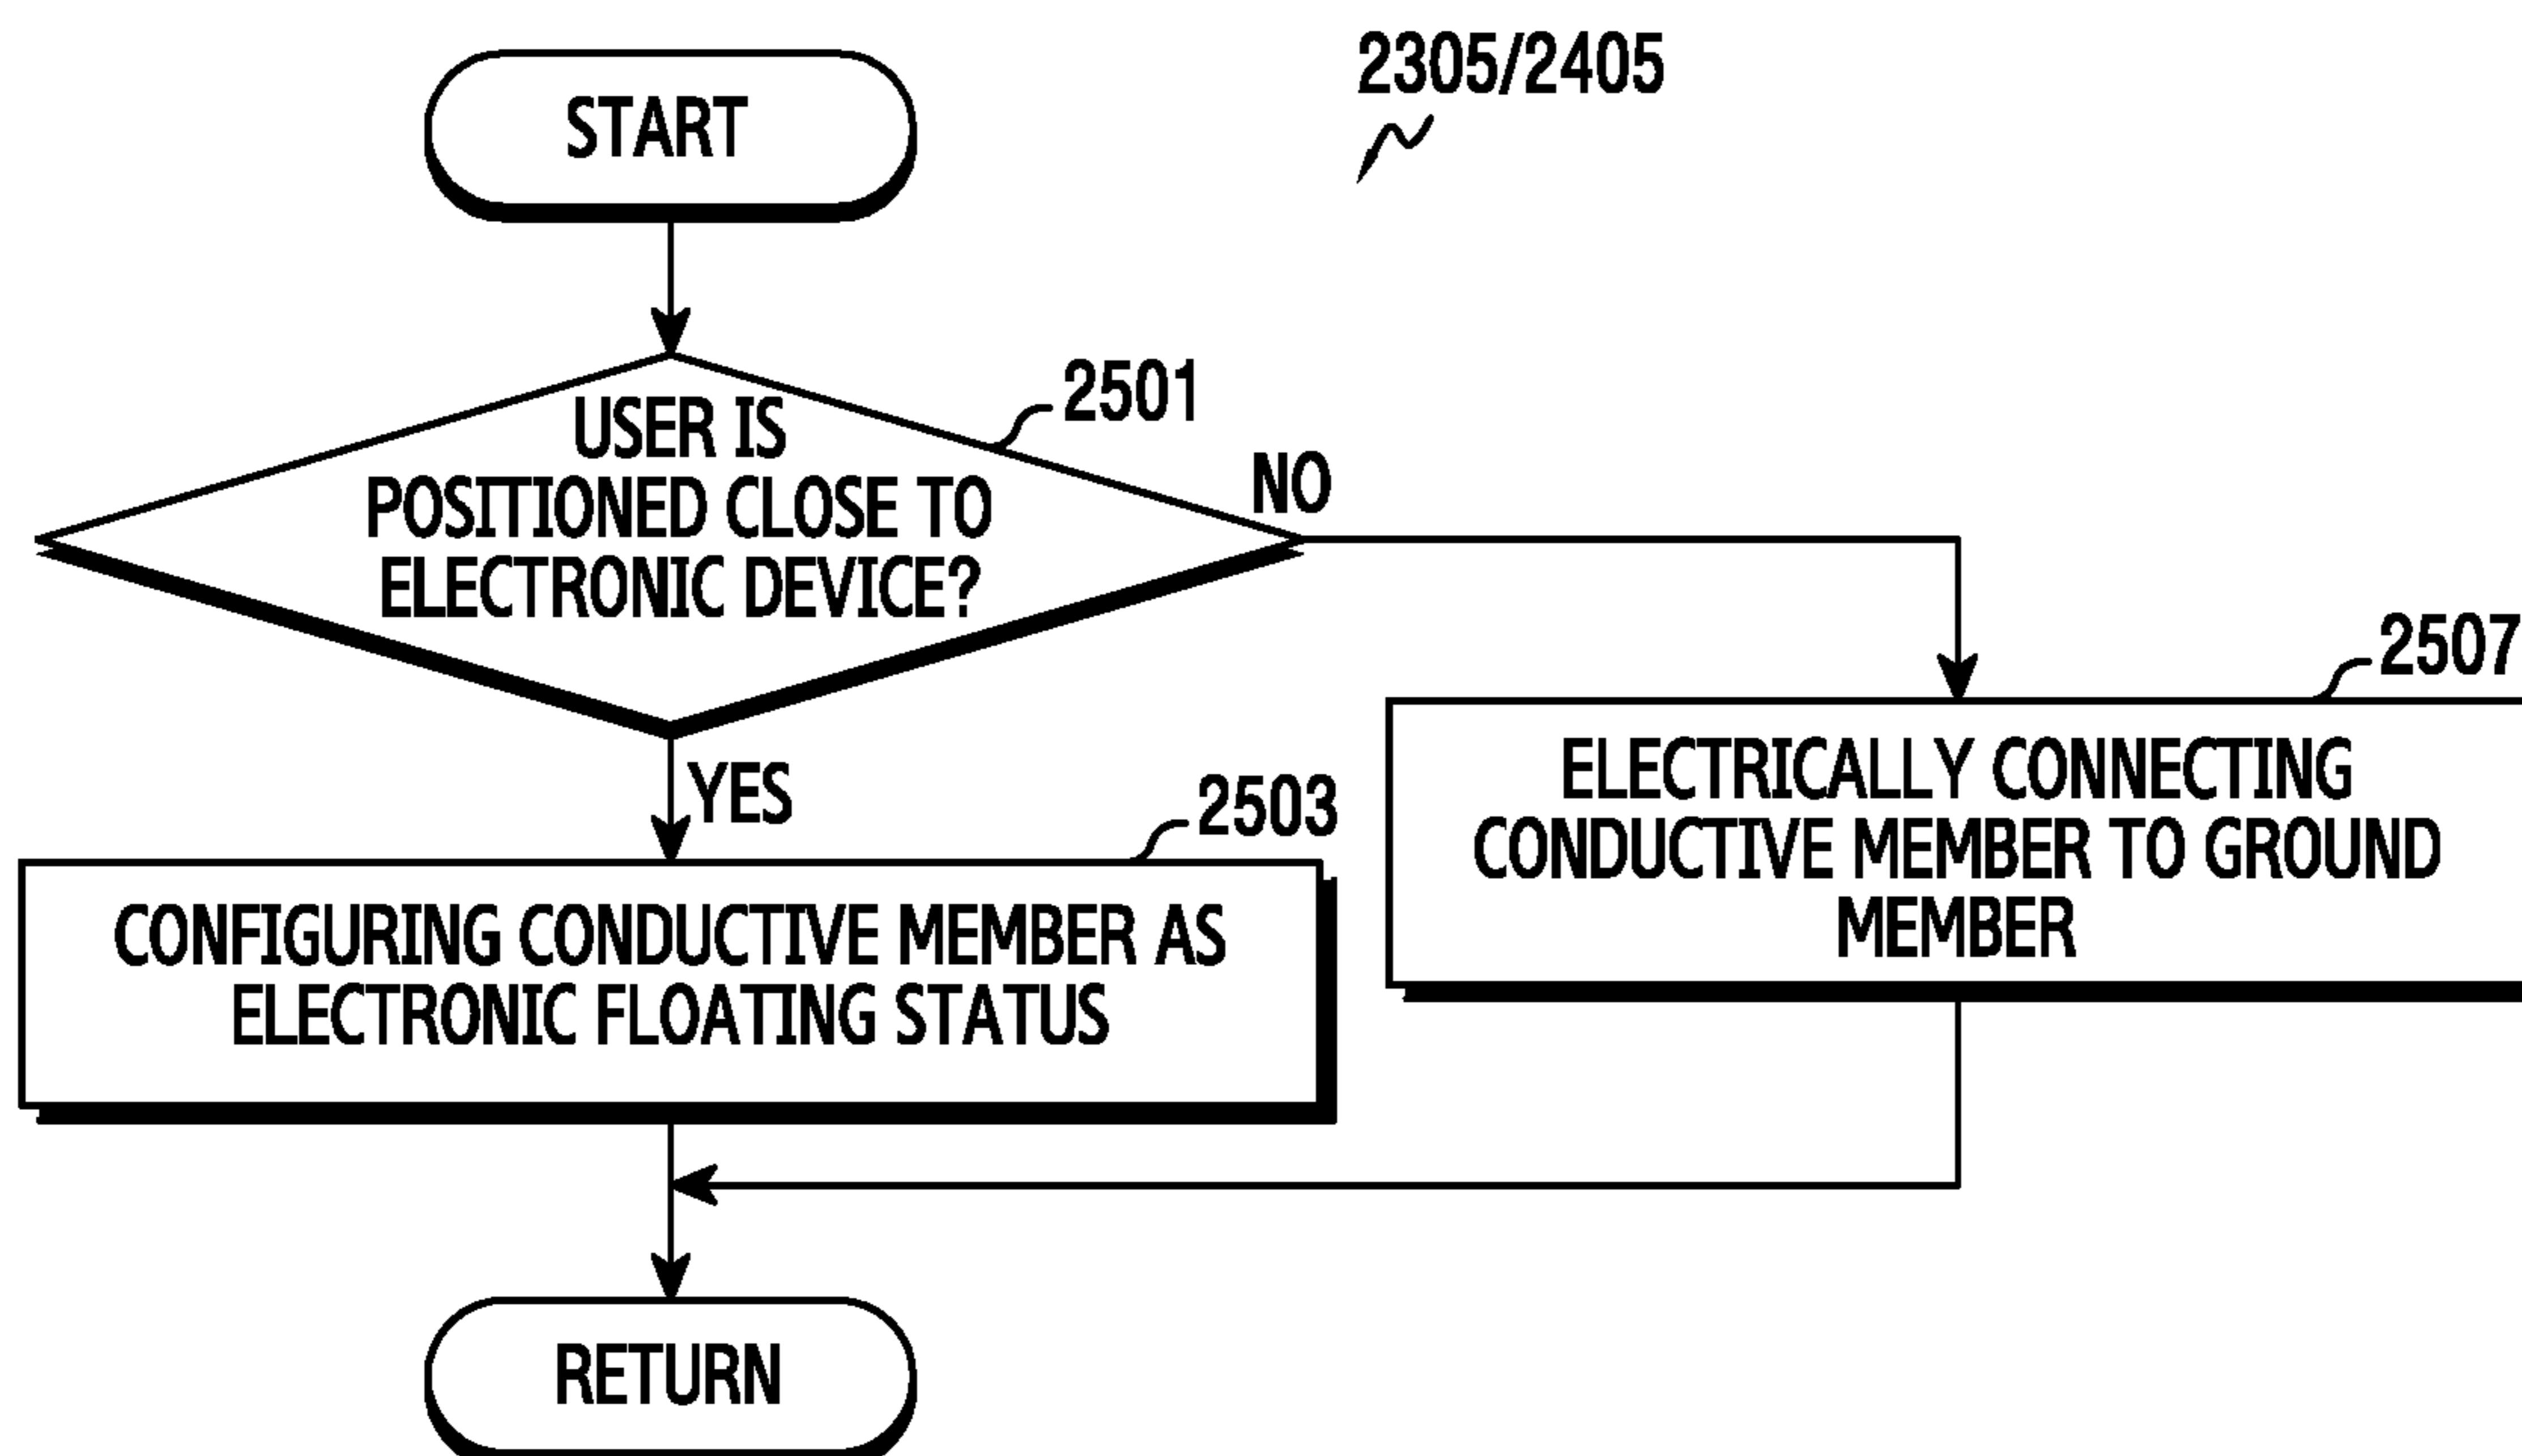 2305/2405
START
2501
USER IS
POSITIONED CLOSE TO
ELECTRONIC DEVICE?
NO
YES
2503
CONFIGURING CONDUCTIVE MEMBER AS
ELECTRONIC FLOATING STATUS
2507
ELECTRICALLY CONNECTING
CONDUCTIVE MEMBER TO GROUND
MEMBER
RETURN